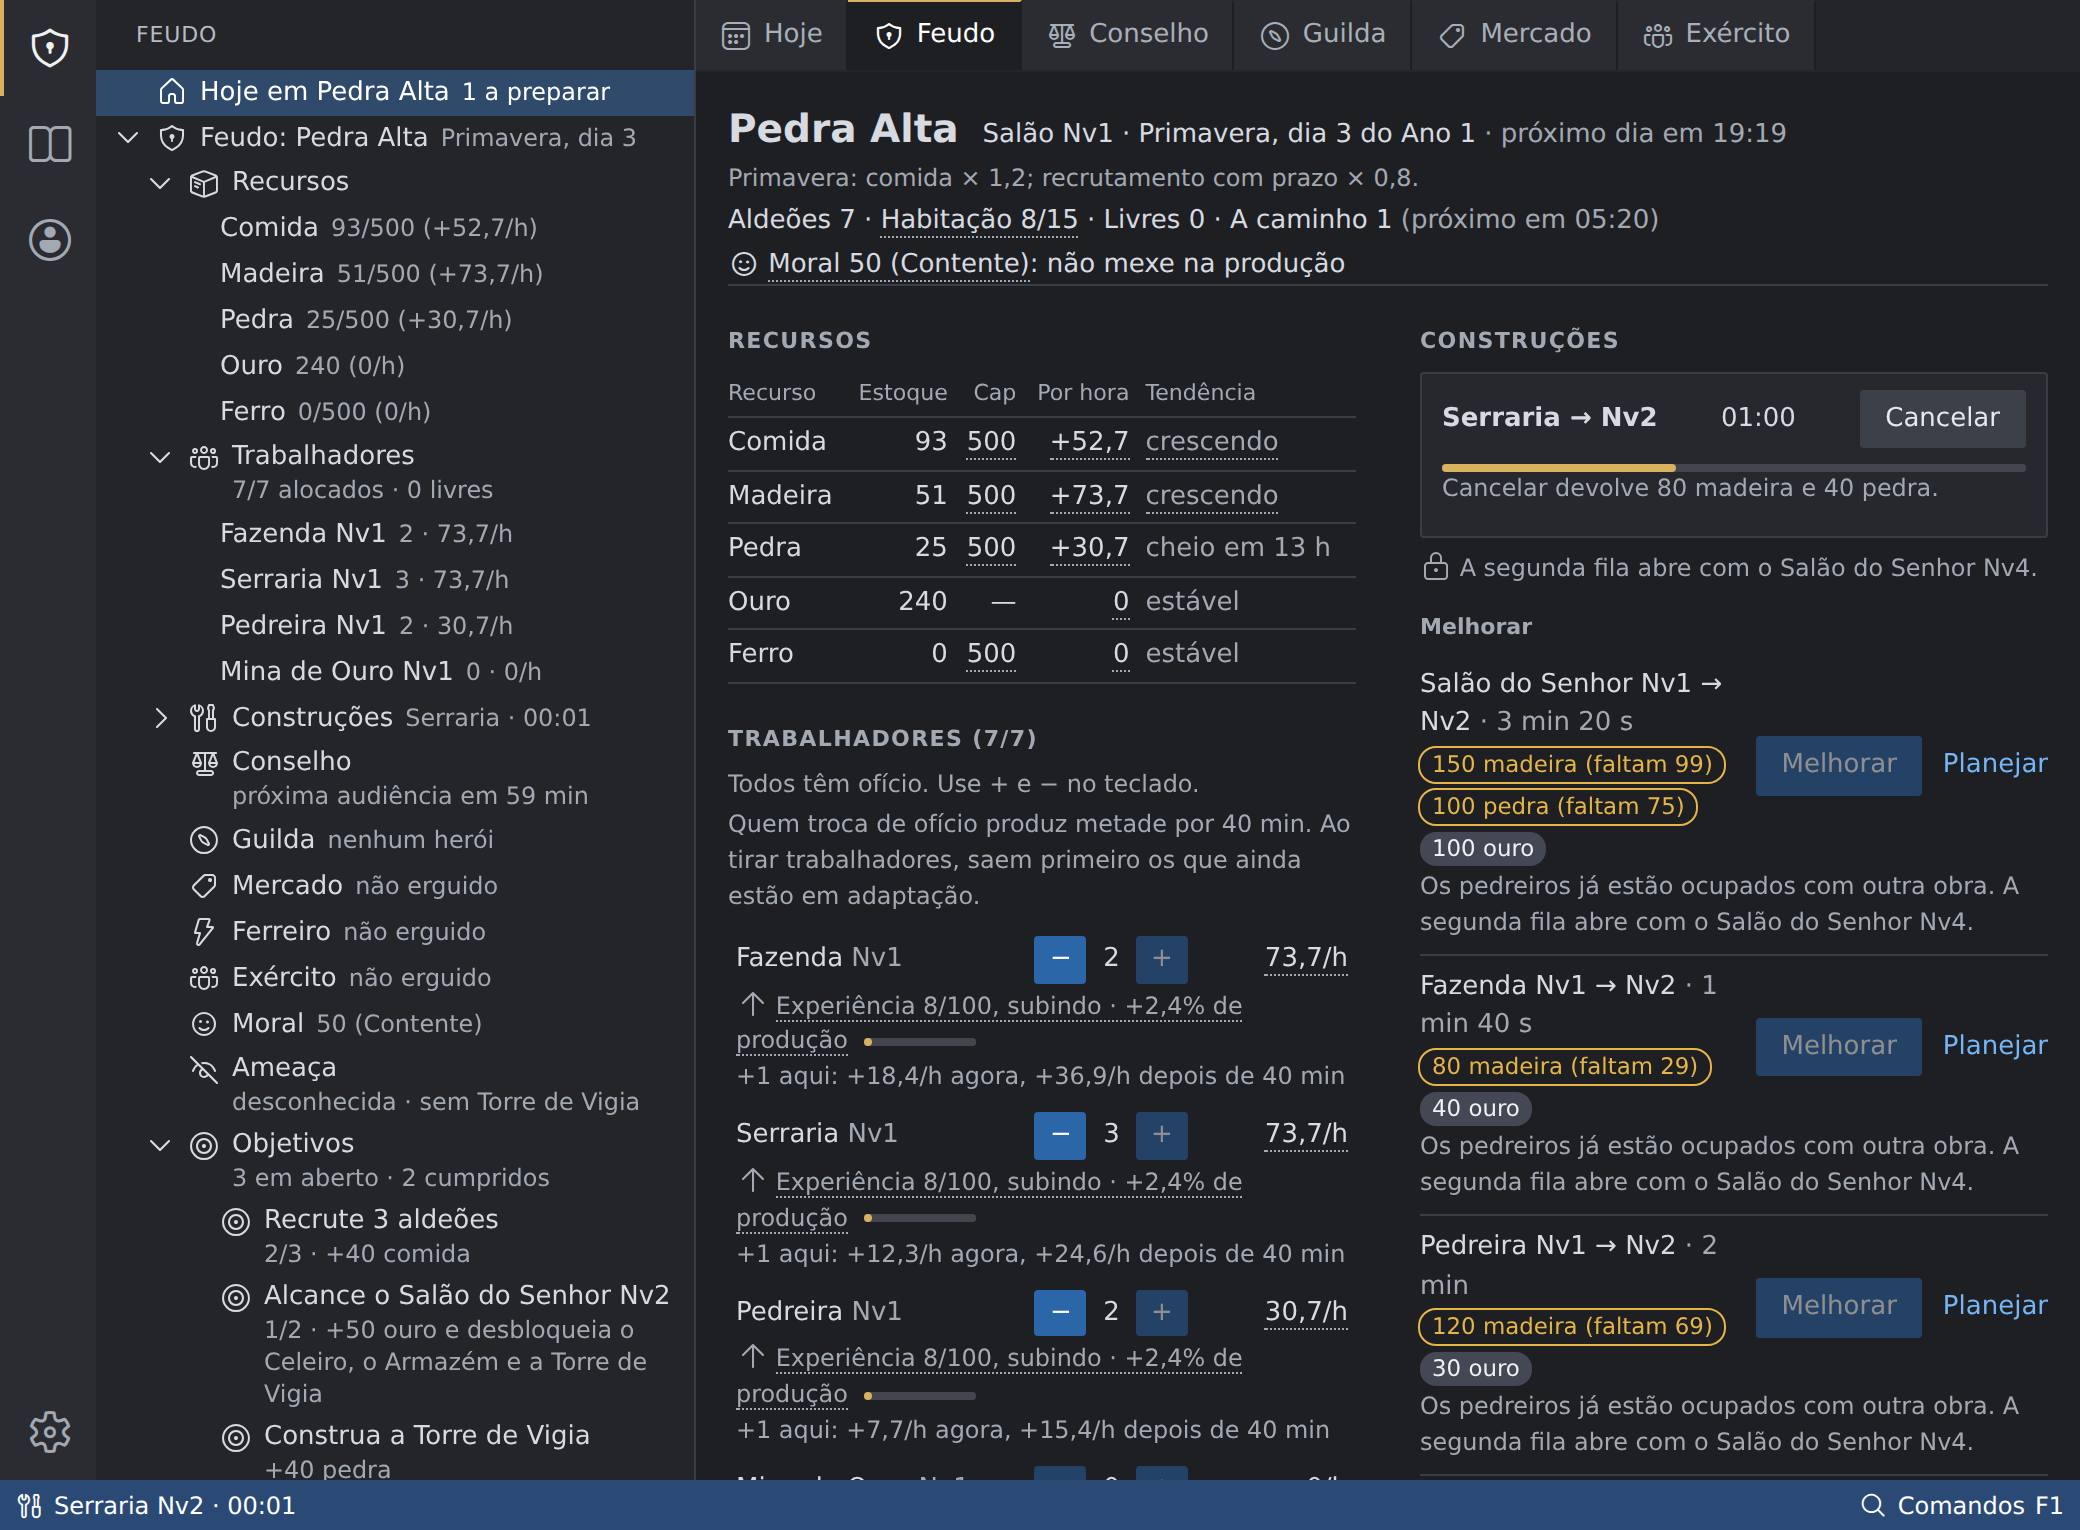 FEUDO
Hoje em Pedra Alta 1 a preparar
Feudo: Pedra Alta Primavera, dia 3
Recursos
Comida 93/500 (+52,7/h)
Madeira 51/500 (+73,7/h)
Pedra 25/500 (+30,7/h)
Ouro 240 (0/h)
Ferro 0/500 (0/h)
Trabalhadores
7/7 alocados · 0 livres
Fazenda Nv1 2 · 73,7/h
Serraria Nv1 3 · 73,7/h
Pedreira Nv1 2 · 30,7/h
Mina de Ouro Nv1 0 · 0/h
Construções Serraria · 00:01
Conselho
próxima audiência em 59 min
Guilda nenhum herói
Mercado não erguido
Ferreiro não erguido
Exército não erguido
Moral 50 (Contente)
Ameaça
desconhecida · sem Torre de Vigia
Objetivos
3 em aberto · 2 cumpridos
Recrute 3 aldeões
2/3 · +40 comida
Alcance o Salão do Senhor Nv2
1/2 · +50 ouro e desbloqueia o
Celeiro, o Armazém e a Torre de
Vigia
Construa a Torre de Vigia
+40 pedra
Hoje Feudo Conselho Guilda Mercado Exército
Pedra Alta Salão Nv1 · Primavera, dia 3 do Ano 1 · próximo dia em 19:19
Primavera: comida × 1,2; recrutamento com prazo × 0,8.
Aldeões 7 · Habitação 8/15 · Livres 0 · A caminho 1 (próximo em 05:20)
Moral 50 (Contente): não mexe na produção
RECURSOS
Recurso Estoque Cap Por hora Tendência
Comida 93 500 +52,7 crescendo
Madeira 51 500 +73,7 crescendo
Pedra 25 500 +30,7 cheio em 13 h
Ouro 240 — 0 estável
Ferro 0 500 0 estável
TRABALHADORES (7/7)
Todos têm ofício. Use + e − no teclado.
Quem troca de ofício produz metade por 40 min. Ao
tirar trabalhadores, saem primeiro os que ainda
estão em adaptação.
Fazenda Nv1 − 2 + 73,7/h
Experiência 8/100, subindo · +2,4% de
produção
+1 aqui: +18,4/h agora, +36,9/h depois de 40 min
Serraria Nv1 − 3 + 73,7/h
Experiência 8/100, subindo · +2,4% de
produção
+1 aqui: +12,3/h agora, +24,6/h depois de 40 min
Pedreira Nv1 − 2 + 30,7/h
Experiência 8/100, subindo · +2,4% de
produção
+1 aqui: +7,7/h agora, +15,4/h depois de 40 min
CONSTRUÇÕES
Serraria → Nv2 01:00 Cancelar
Cancelar devolve 80 madeira e 40 pedra.
A segunda fila abre com o Salão do Senhor Nv4.
Melhorar
Salão do Senhor Nv1 →
Nv2 · 3 min 20 s
150 madeira (faltam 99)
100 pedra (faltam 75)
100 ouro
Melhorar Planejar
Os pedreiros já estão ocupados com outra obra. A
segunda fila abre com o Salão do Senhor Nv4.
Fazenda Nv1 → Nv2 · 1
min 40 s
80 madeira (faltam 29)
40 ouro
Melhorar Planejar
Os pedreiros já estão ocupados com outra obra. A
segunda fila abre com o Salão do Senhor Nv4.
Pedreira Nv1 → Nv2 · 2
min
120 madeira (faltam 69)
30 ouro
Melhorar Planejar
Os pedreiros já estão ocupados com outra obra. A
segunda fila abre com o Salão do Senhor Nv4.
Serraria Nv2 · 00:01
Comandos F1